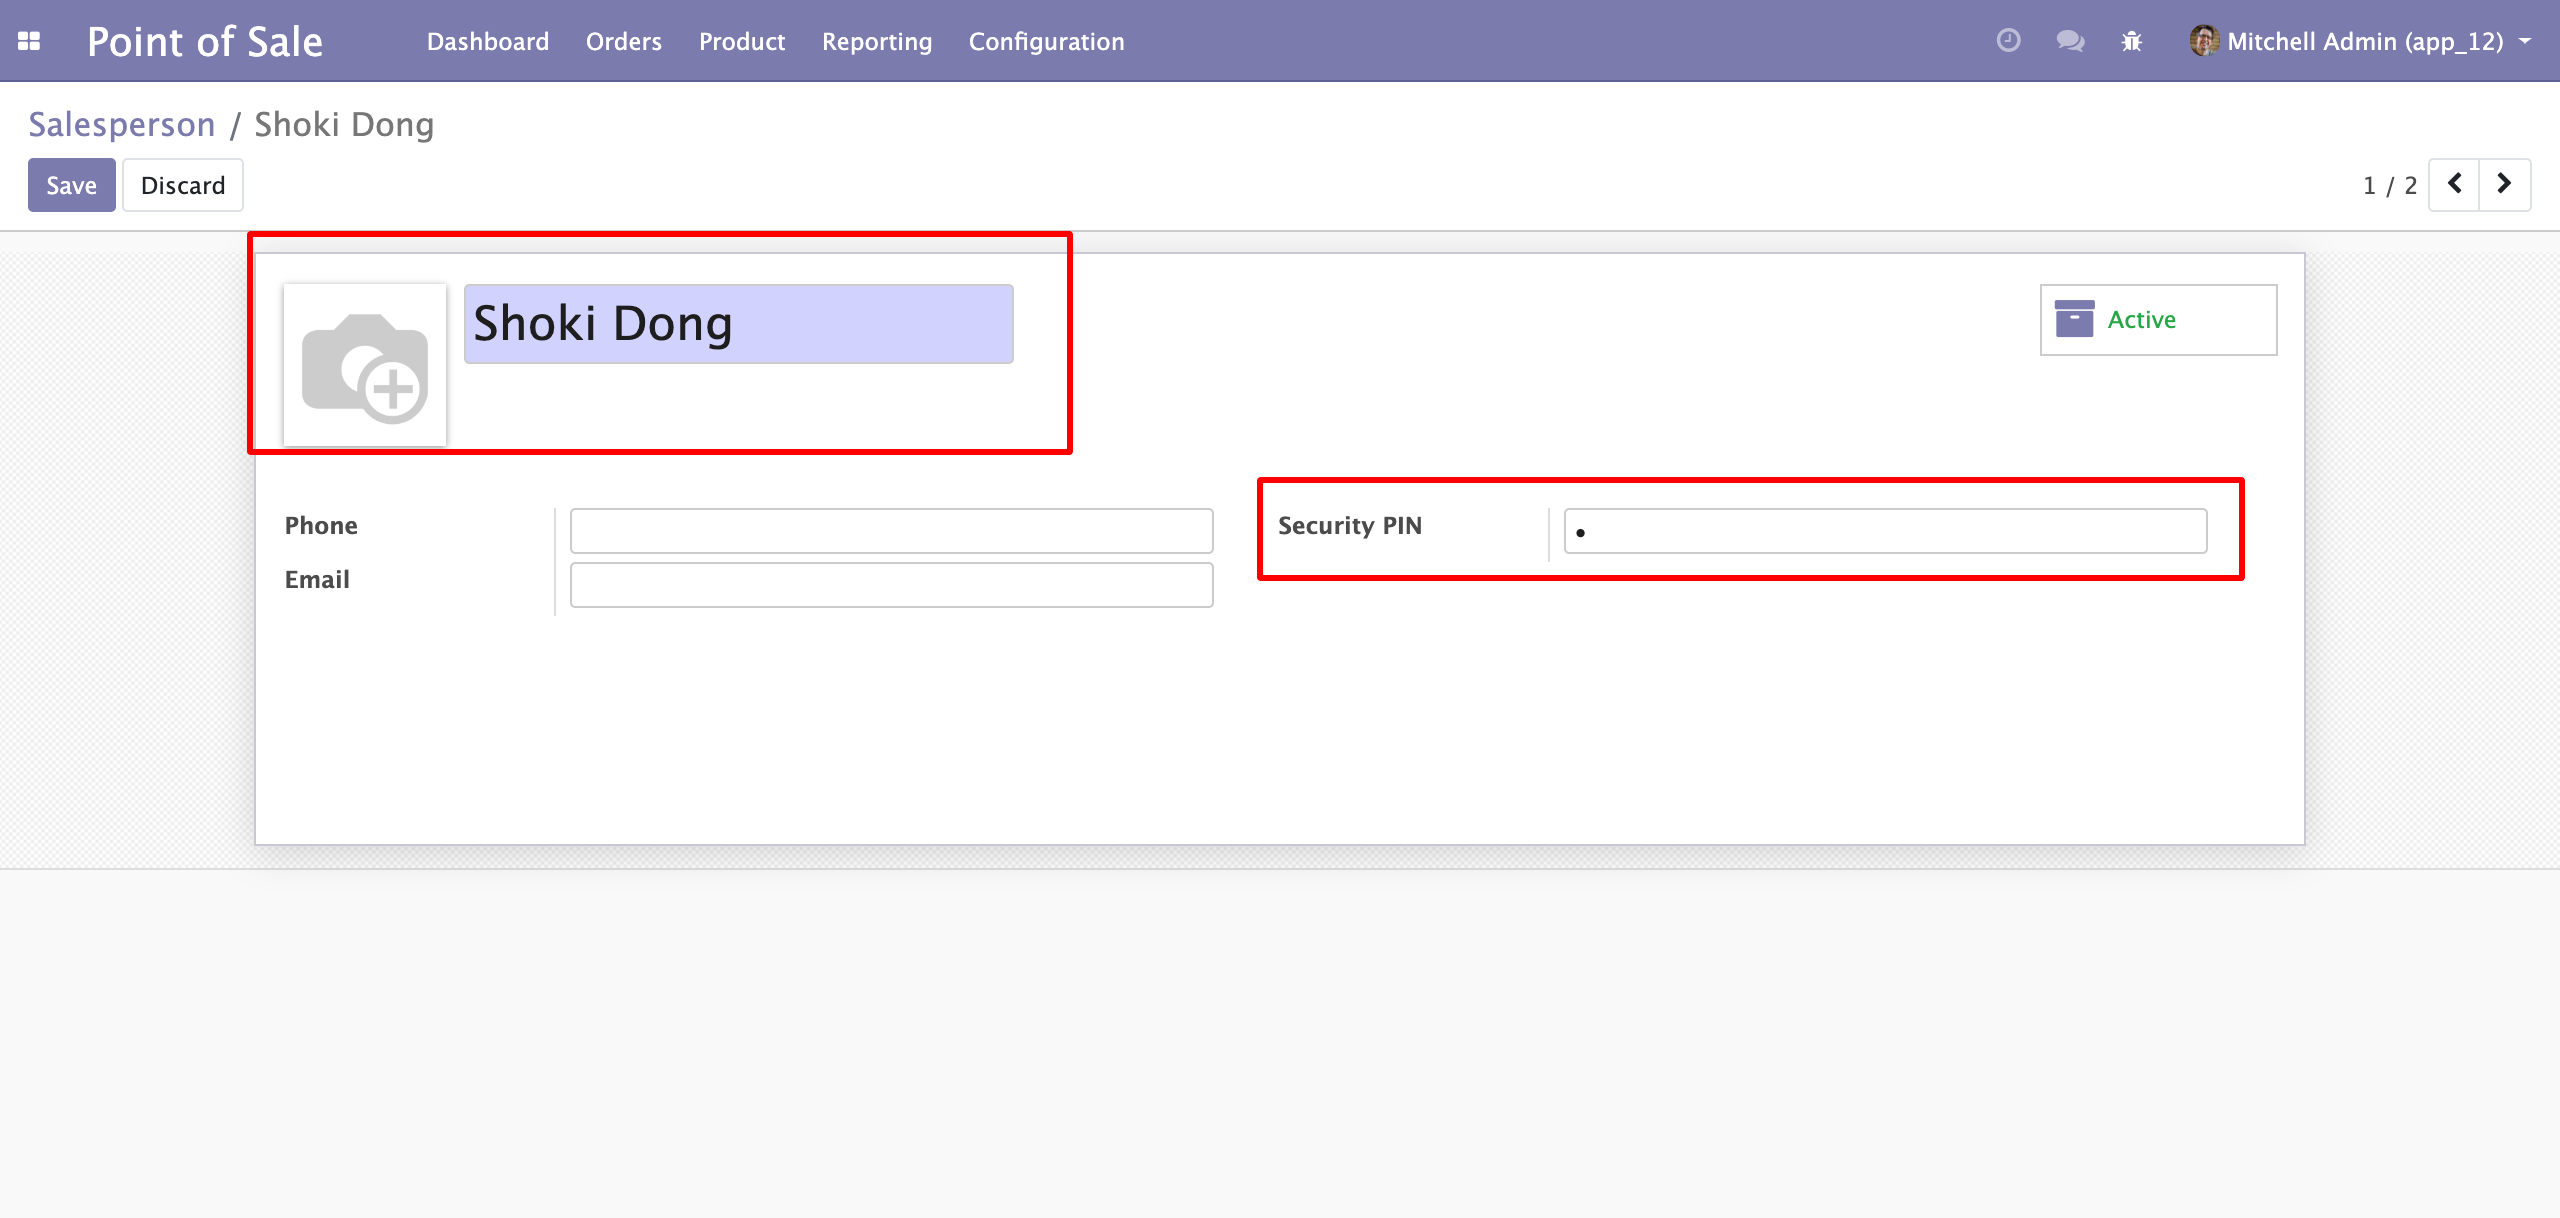 Point of Sale Dashboard Orders Product Reporting Configuration Mitchell Admin (app_12)
Salesperson / Shoki Dong
Save Discard 1 / 2
Shoki Dong
Active
Phone
Security PIN •
Email